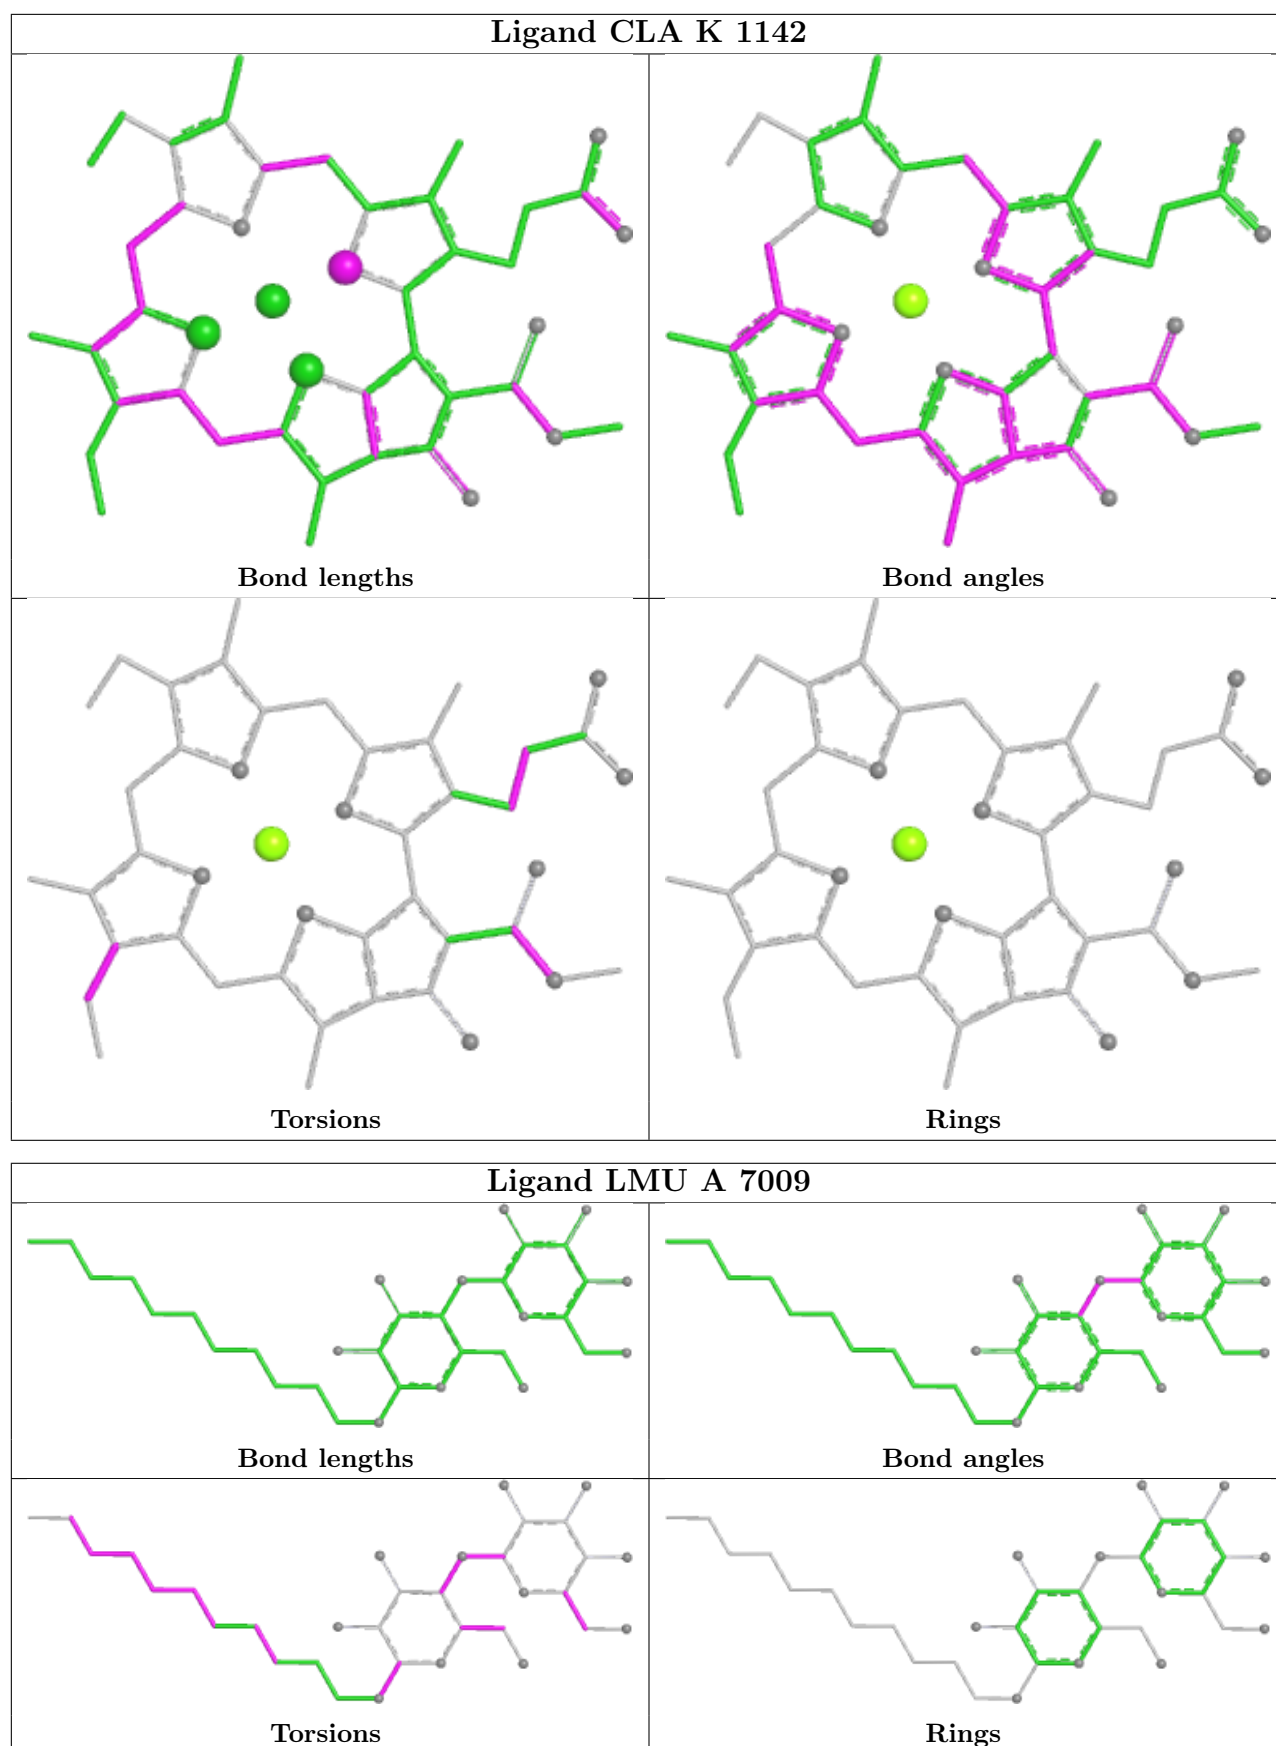 Ligand CLA K 1142
Bond lengths
Bond angles
Torsions
Rings
Ligand LMU A 7009
Bond lengths
Bond angles
Torsions
Rings